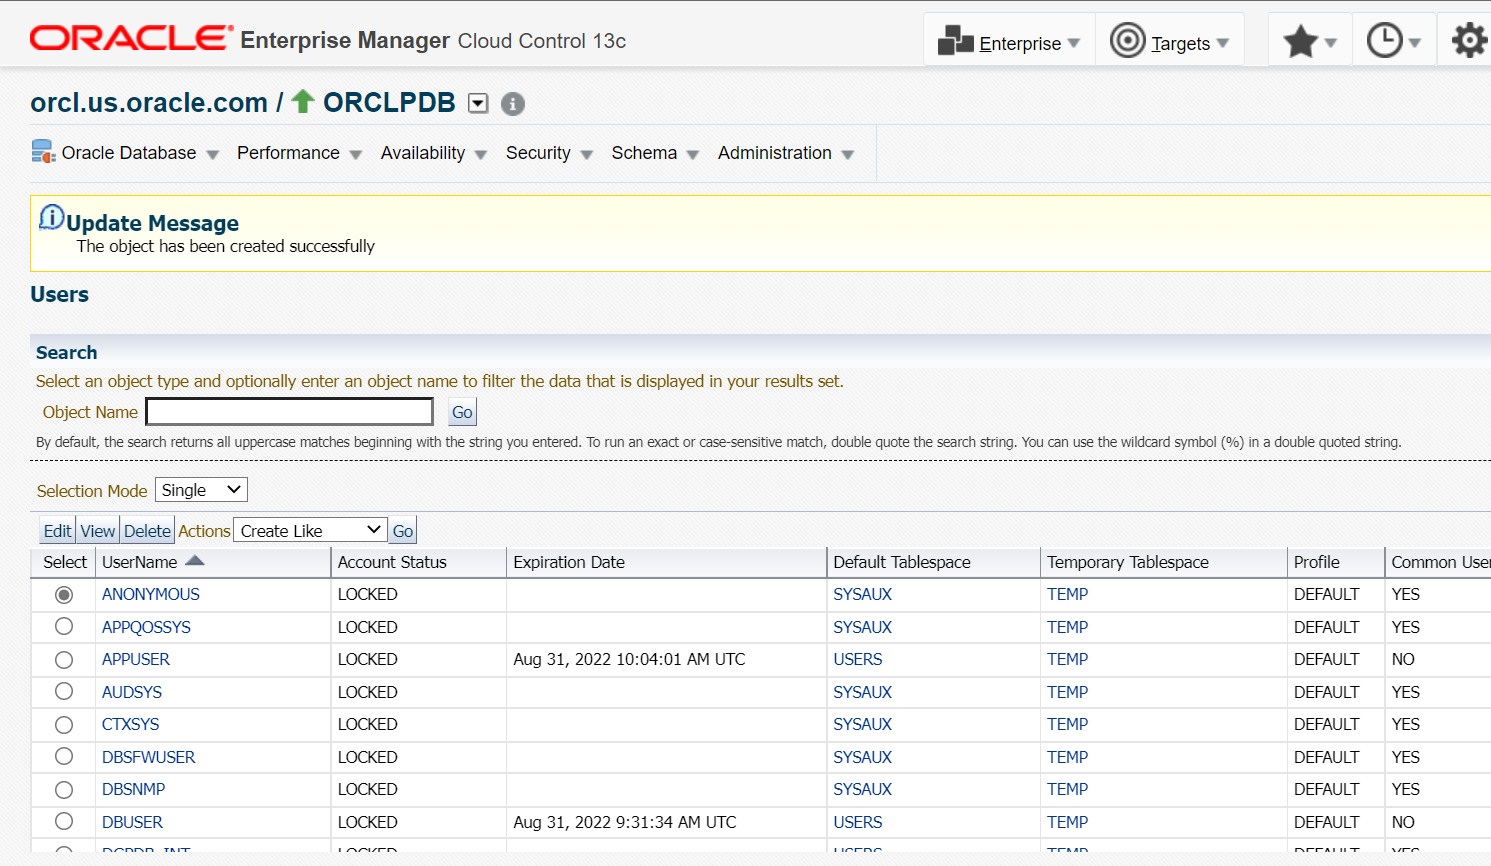 ORACLE Enterprise Manager Cloud Control 13c Enterprise Targets
orcl.us.oracle.com / ORCLPDB
Oracle Database Performance Availability Security Schema Administration
Update Message
The object has been created successfully
Users
Search
Select an object type and optionally enter an object name to filter the data that is displayed in your results set.
Object Name Go
By default, the search returns all uppercase matches beginning with the string you entered. To run an exact or case-sensitive match, double quote the search string. You can use the wildcard symbol (%) in a double quoted string.
Selection Mode Single
Edit View Delete Actions Create Like Go
Select UserName Account Status Expiration Date Default Tablespace Temporary Tablespace Profile Common User
ANONYMOUS LOCKED SYSAUX TEMP DEFAULT YES
APPQOSSYS LOCKED SYSAUX TEMP DEFAULT YES
APPUSER LOCKED Aug 31, 2022 10:04:01 AM UTC USERS TEMP DEFAULT NO
AUDSYS LOCKED SYSAUX TEMP DEFAULT YES
CTXSYS LOCKED SYSAUX TEMP DEFAULT YES
DBSFWUSER LOCKED SYSAUX TEMP DEFAULT YES
DBSNMP LOCKED SYSAUX TEMP DEFAULT YES
DBUSER LOCKED Aug 31, 2022 9:31:34 AM UTC USERS TEMP DEFAULT NO
LOCKED USERS TEMP DEFAULT YES